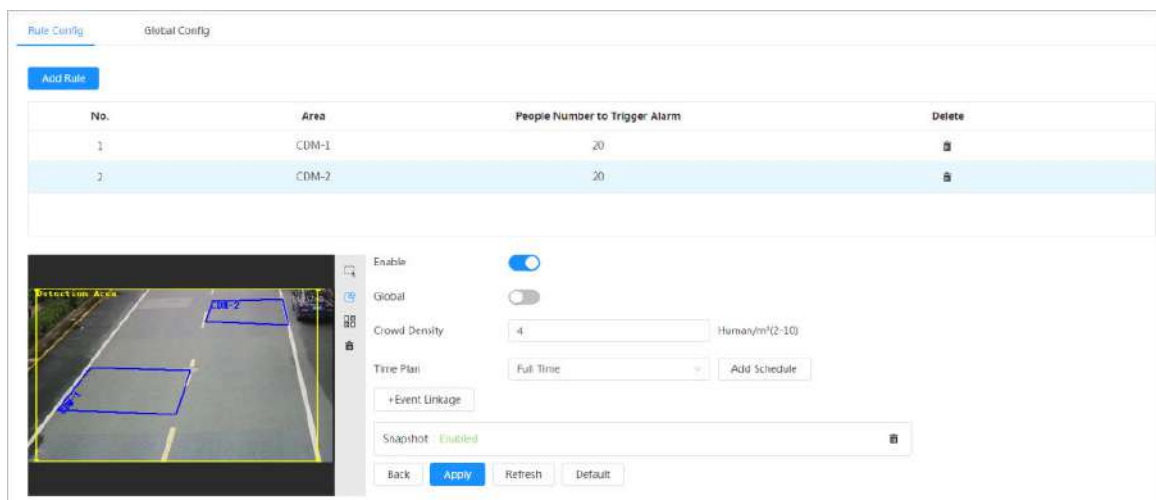 Rule Config Global Config
Add Rule
No. Area People Number to Trigger Alarm Delete
1 CDM-1 20
2 CDM-2 20
Detection Area
CDM-2
CDM-1
Enable
Global
Crowd Density 4 Human/m²(2-10)
Time Plan Full Time Add Schedule
+Event Linkage
Snapshot Enabled
Back Apply Refresh Default